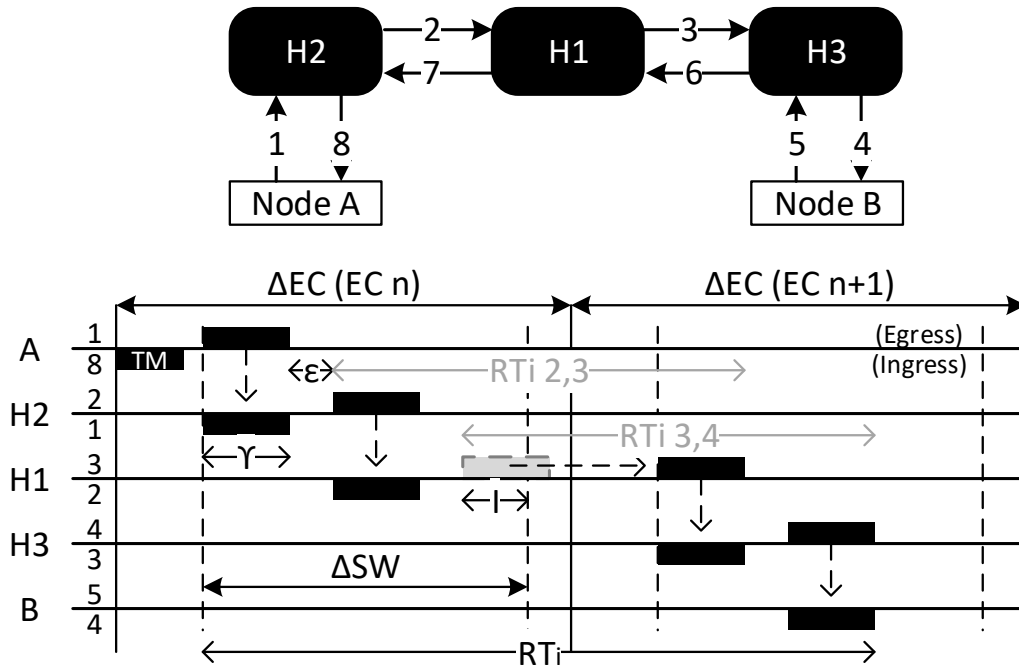 H2 2 H1 3 H3
7 6
1 8 5 4
Node A Node B
ΔEC (EC n) ΔEC (EC n+1)
A 1 (Egress)
8 TM ε RTi 2,3 (Ingress)
H2 2
1 RTi 3,4
ϒ
H1 3
2 I
H3 4
3
ΔSW
B 5
4
RTi